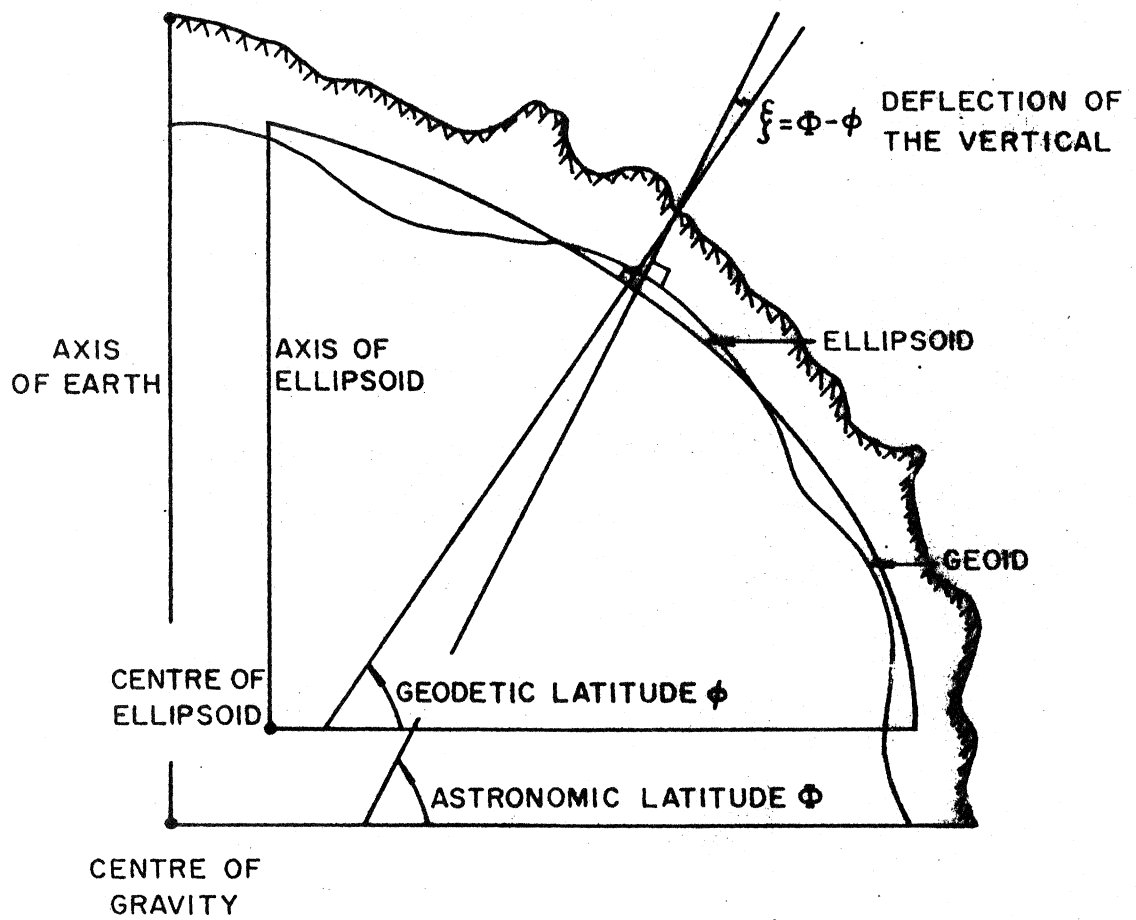 DEFLECTION OF
THE VERTICAL
ξ=Φ-ϕ
ELLIPSOID
AXIS
OF EARTH
AXIS OF
ELLIPSOID
GEOID
CENTRE OF
ELLIPSOID
GEODETIC LATITUDE ϕ
ASTRONOMIC LATITUDE Φ
CENTRE OF
GRAVITY